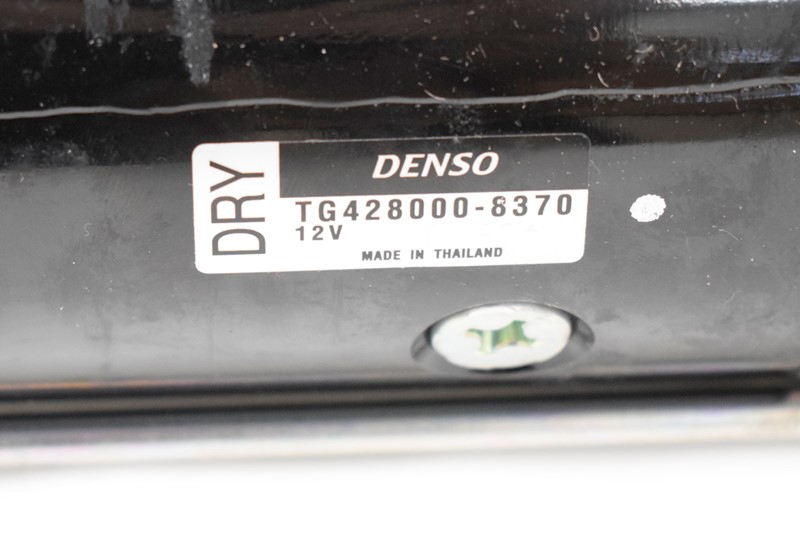 DRY
DENSO
TG428000-8370
12V
MADE IN THAILAND